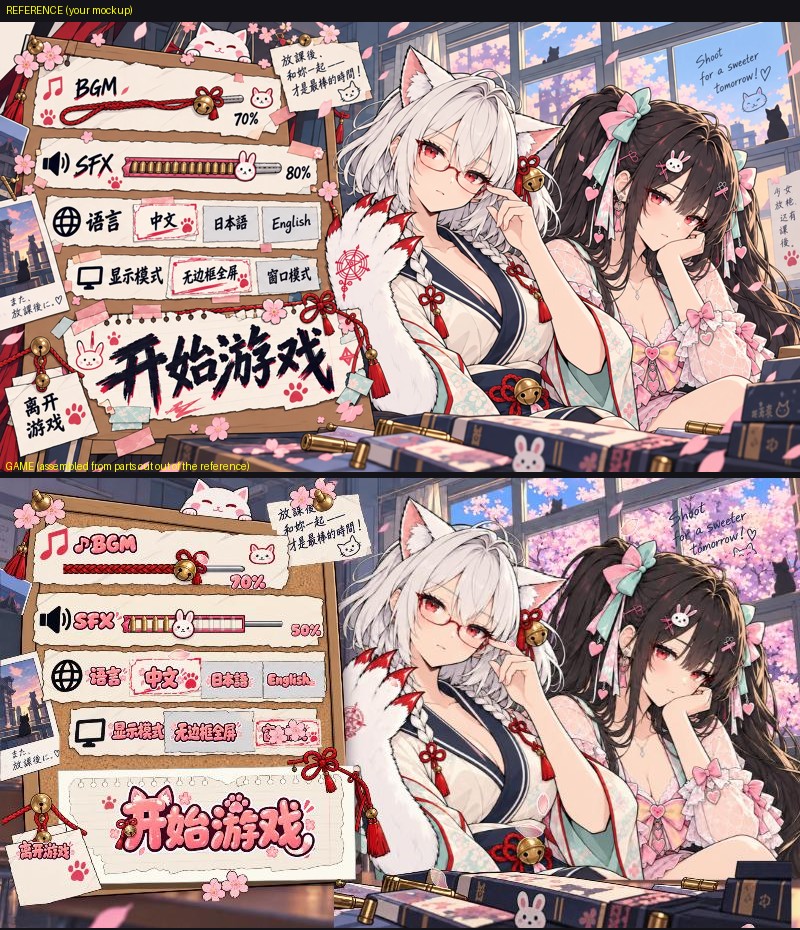 REFERENCE (your mockup)
BGM
70%
放課後、
和妳一起——
才是最棒的時間！
Shoot
for a sweeter
tomorrow!♡
SFX
80%
语言
中文
日本語
English
显示模式
无边框全屏
窗口模式
また、
放課後に。♡
开始游戏
离开
游戏
GAME (assembled from parts cut out of the reference)
♪BGM
70%
放課後、
和妳一起——
才是最棒的時間！
Shoot
for a sweeter
tomorrow!♡
SFX
50%
语言
中文
日本語
English
显示模式
无边框全屏
また、
放課後に。♡
开始游戏
离开游戏